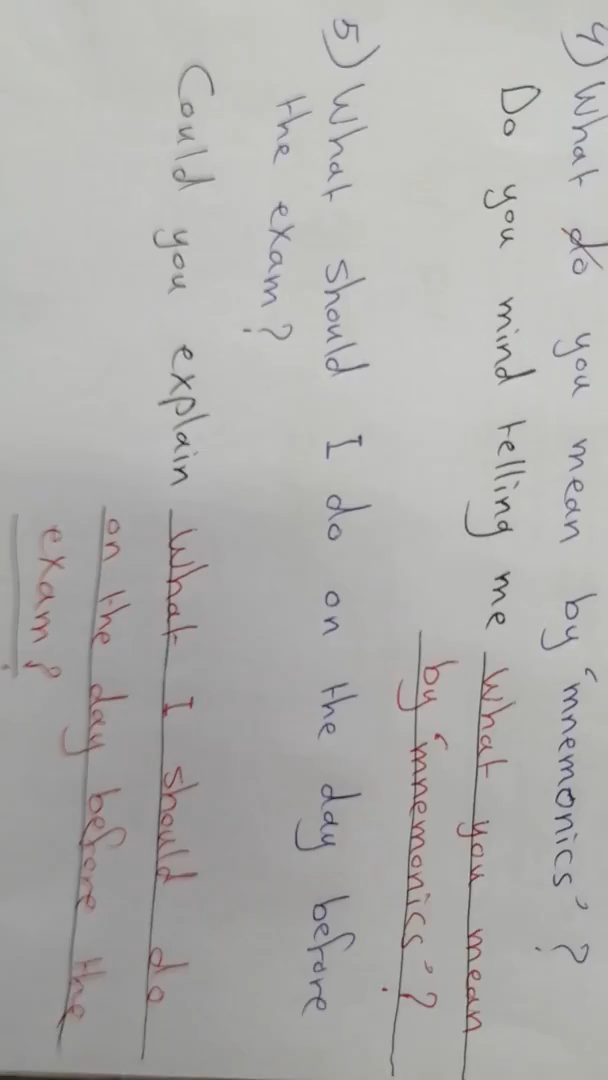 4) What do you mean by 'mnemonics'?
Do you mind telling me what you mean
by 'mnemonics'?
5) What should I do on the day before
the exam?
Could you explain what I should do
on the day before the
exam?